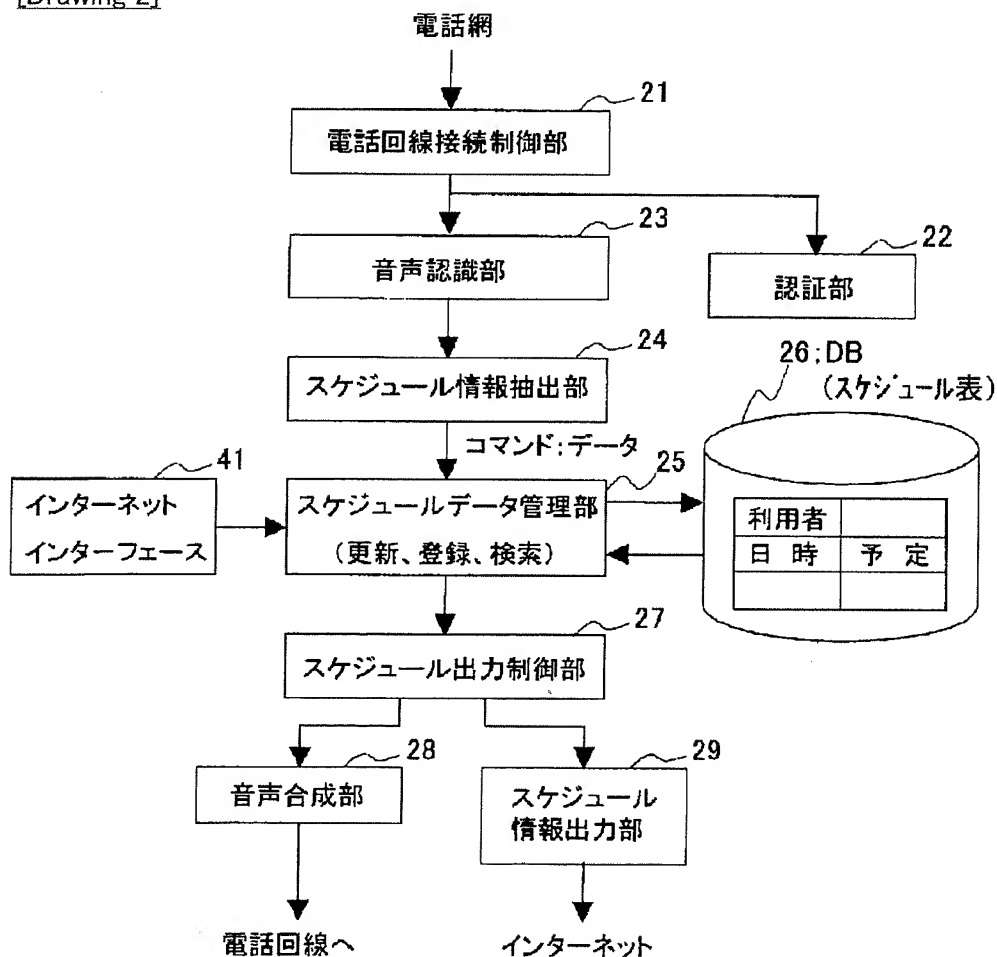 [Drawing 2]
電話網
21
電話回線接続制御部
23
音声認識部
22
認証部
24
スケジュール情報抽出部
26;DB
(スケジュール表)
コマンド;データ
41
インターネット
インターフェース
25
スケジュールデータ管理部
(更新、登録、検索)
利用者
日 時
予 定
27
スケジュール出力制御部
28
音声合成部
29
スケジュール
情報出力部
電話回線へ
インターネット